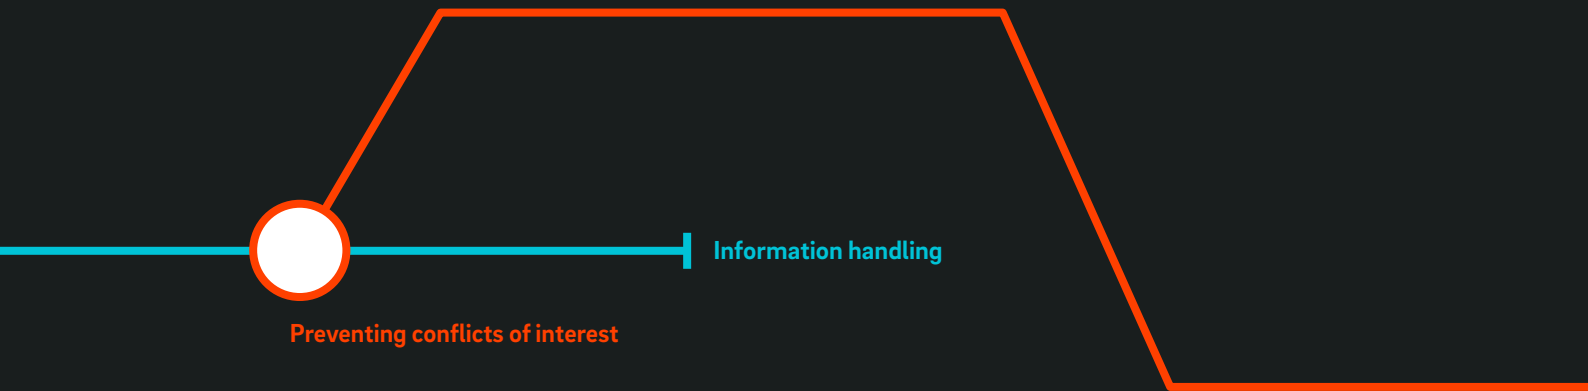 Information handling
Preventing conflicts of interest